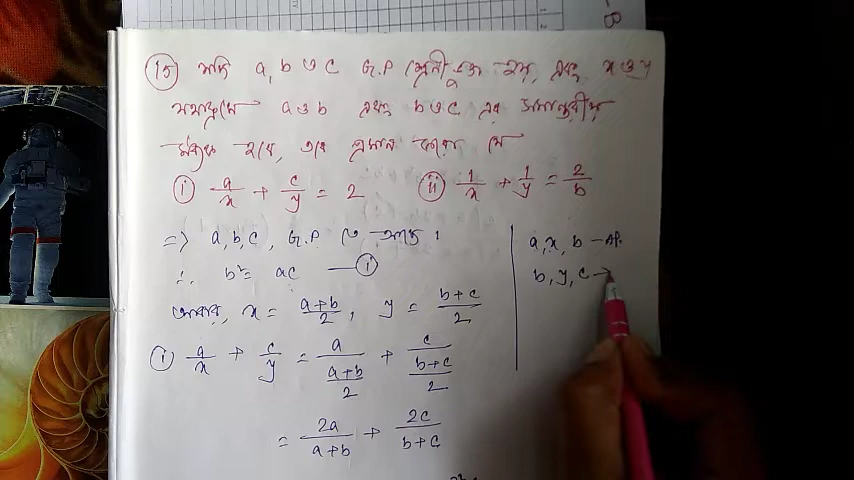 (15) যদি a, b ও c G.P শ্রেণীভুক্ত হয়, এবং x ও y
যথাক্রমে a ও b এবং b ও c এর সমান্তরীয়
মধ্যক হয়, তবে প্রমাণ করো যে
(i) a/x + c/y = 2 (ii) 1/x + 1/y = 2/b
=> a, b, c, G.P তে আছে।
∴ b² = ac —(i)
আবার, x = (a+b)/2, y = (b+c)/2
(i) a/x + c/y = a/((a+b)/2) + c/((b+c)/2)
= 2a/(a+b) + 2c/(b+c)
a, x, b – AP.
b, y, c –